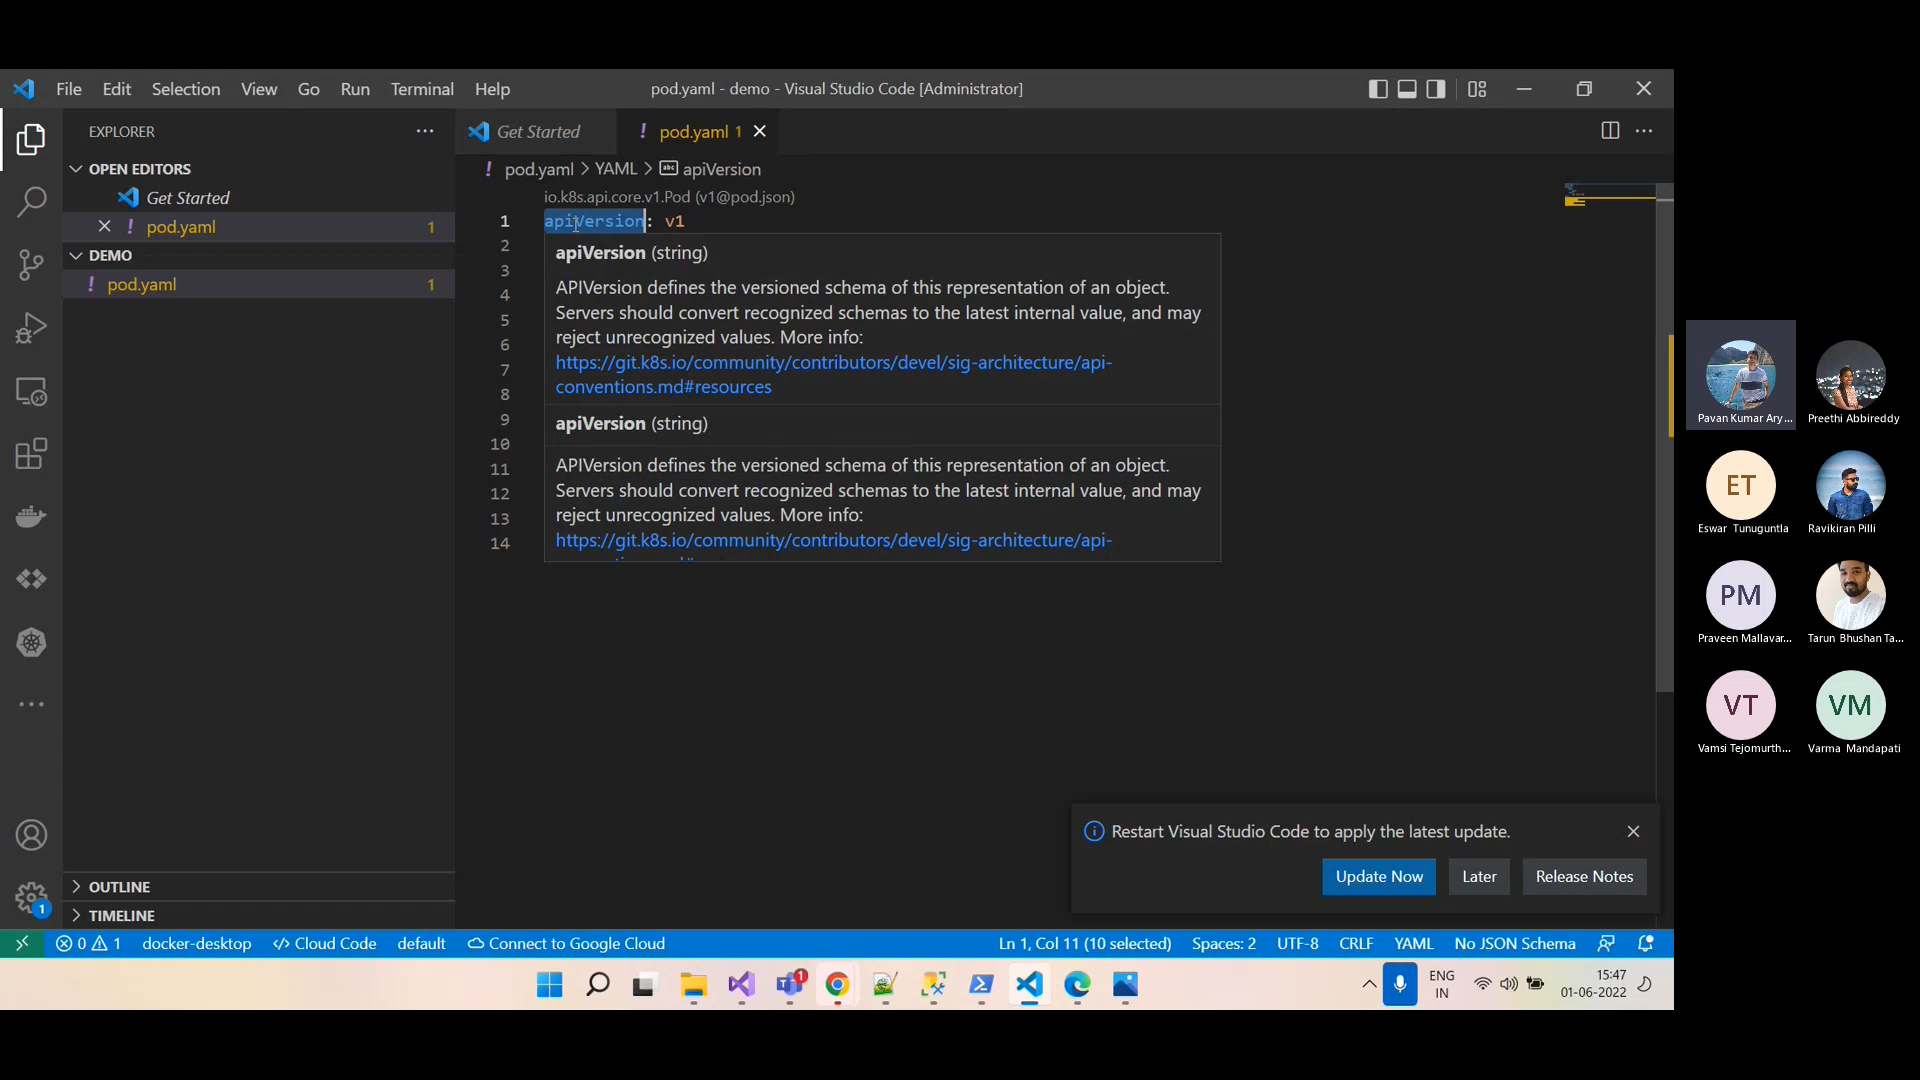 File Edit Selection View Go Run Terminal Help
pod.yaml - demo - Visual Studio Code [Administrator]
EXPLORER
OPEN EDITORS
Get Started
pod.yaml 1
DEMO
pod.yaml 1
OUTLINE
TIMELINE
Get Started
pod.yaml 1
pod.yaml > YAML > apiVersion
io.k8s.api.core.v1.Pod (v1@pod.json)
1 apiVersion: v1
2
3
4
5
6
7
8
9
10
11
12
13
14
apiVersion (string)
APIVersion defines the versioned schema of this representation of an object.
Servers should convert recognized schemas to the latest internal value, and may
reject unrecognized values. More info:
https://git.k8s.io/community/contributors/devel/sig-architecture/api-
conventions.md#resources
apiVersion (string)
APIVersion defines the versioned schema of this representation of an object.
Servers should convert recognized schemas to the latest internal value, and may
reject unrecognized values. More info:
https://git.k8s.io/community/contributors/devel/sig-architecture/api-
Restart Visual Studio Code to apply the latest update.
Update Now Later Release Notes
1
0 1 docker-desktop Cloud Code default Connect to Google Cloud
Ln 1, Col 11 (10 selected) Spaces: 2 UTF-8 CRLF YAML No JSON Schema
1
ENG
IN
15:47
01-06-2022
Pavan Kumar Ary... Preethi Abbireddy
ET
Eswar Tunuguntla Ravikiran Pilli
PM
Praveen Mallavar... Tarun Bhushan Ta...
VT VM
Vamsi Tejomurth... Varma Mandapati